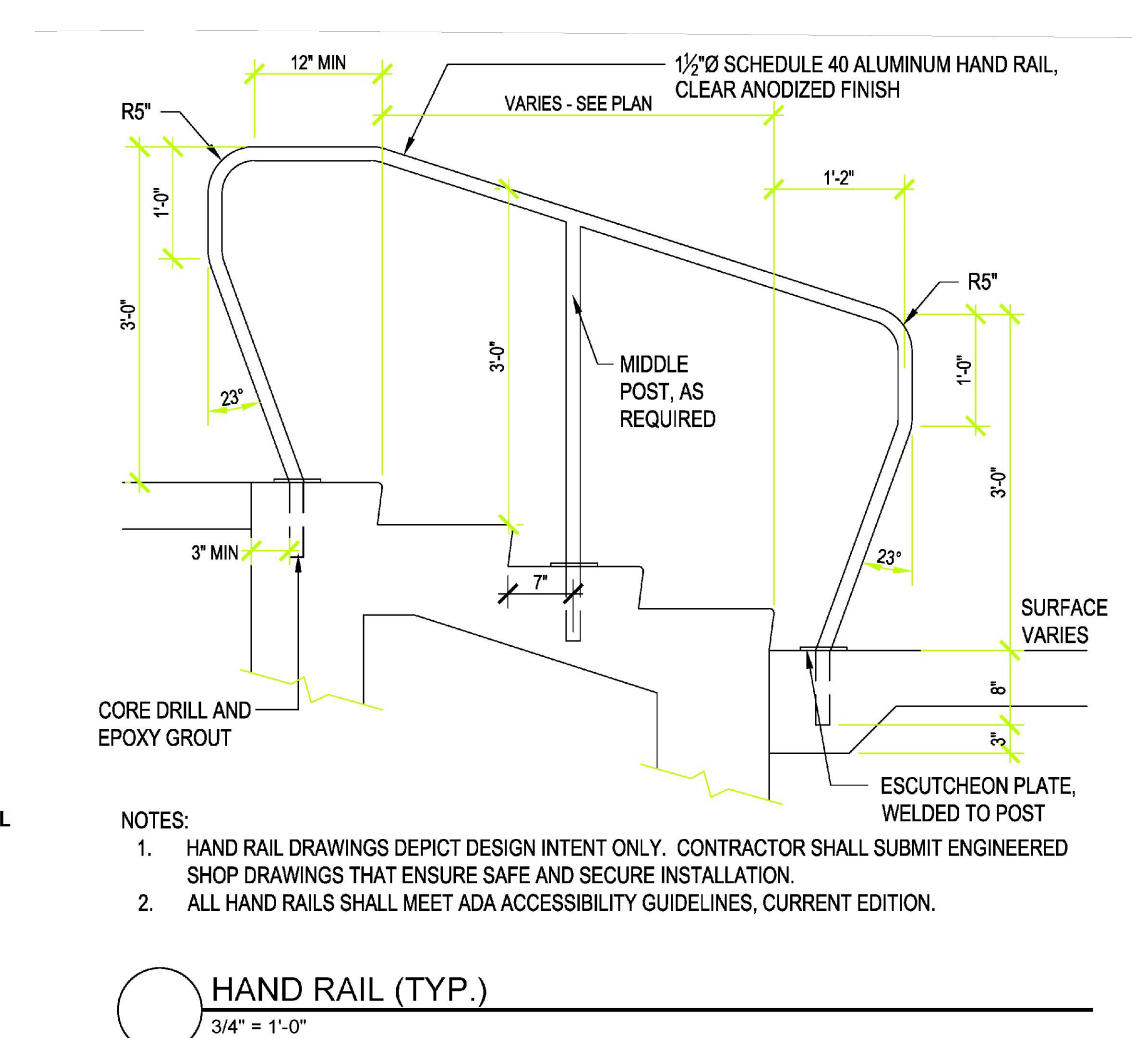 12" MIN
1½"Ø SCHEDULE 40 ALUMINUM HAND RAIL,
CLEAR ANODIZED FINISH
VARIES - SEE PLAN
R5"
1'-2"
1'-0"
R5"
3'-0"
3'-0"
1'-0"
MIDDLE
POST, AS
REQUIRED
23°
3'-0"
23°
3" MIN
7"
SURFACE
VARIES
8"
CORE DRILL AND
EPOXY GROUT
3"
ESCUTCHEON PLATE,
WELDED TO POST
L
NOTES:
1. HAND RAIL DRAWINGS DEPICT DESIGN INTENT ONLY. CONTRACTOR SHALL SUBMIT ENGINEERED
SHOP DRAWINGS THAT ENSURE SAFE AND SECURE INSTALLATION.
2. ALL HAND RAILS SHALL MEET ADA ACCESSIBILITY GUIDELINES, CURRENT EDITION.
HAND RAIL (TYP.)
3/4" = 1'-0"